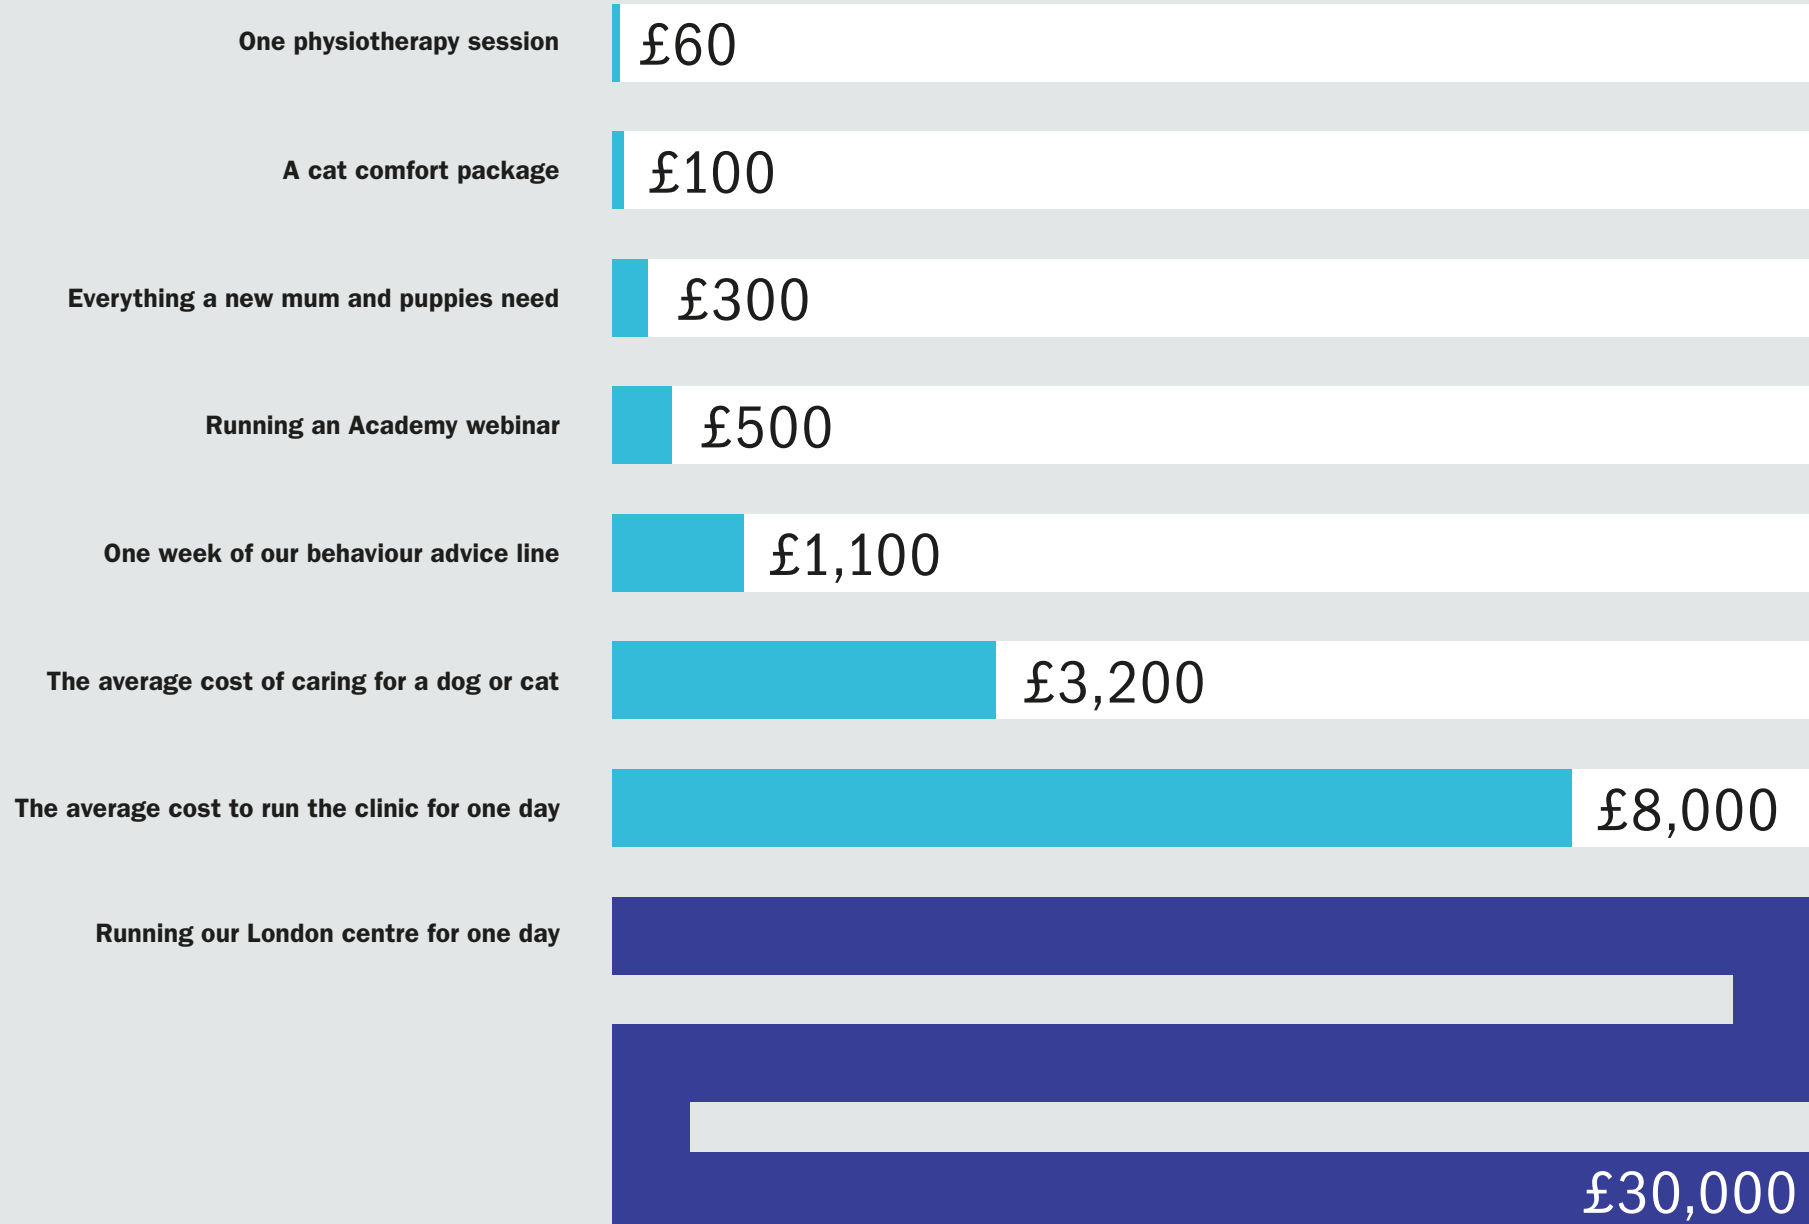 One physiotherapy session
£60
A cat comfort package
£100
Everything a new mum and puppies need
£300
Running an Academy webinar
£500
One week of our behaviour advice line
£1,100
The average cost of caring for a dog or cat
£3,200
The average cost to run the clinic for one day
£8,000
Running our London centre for one day
£30,000